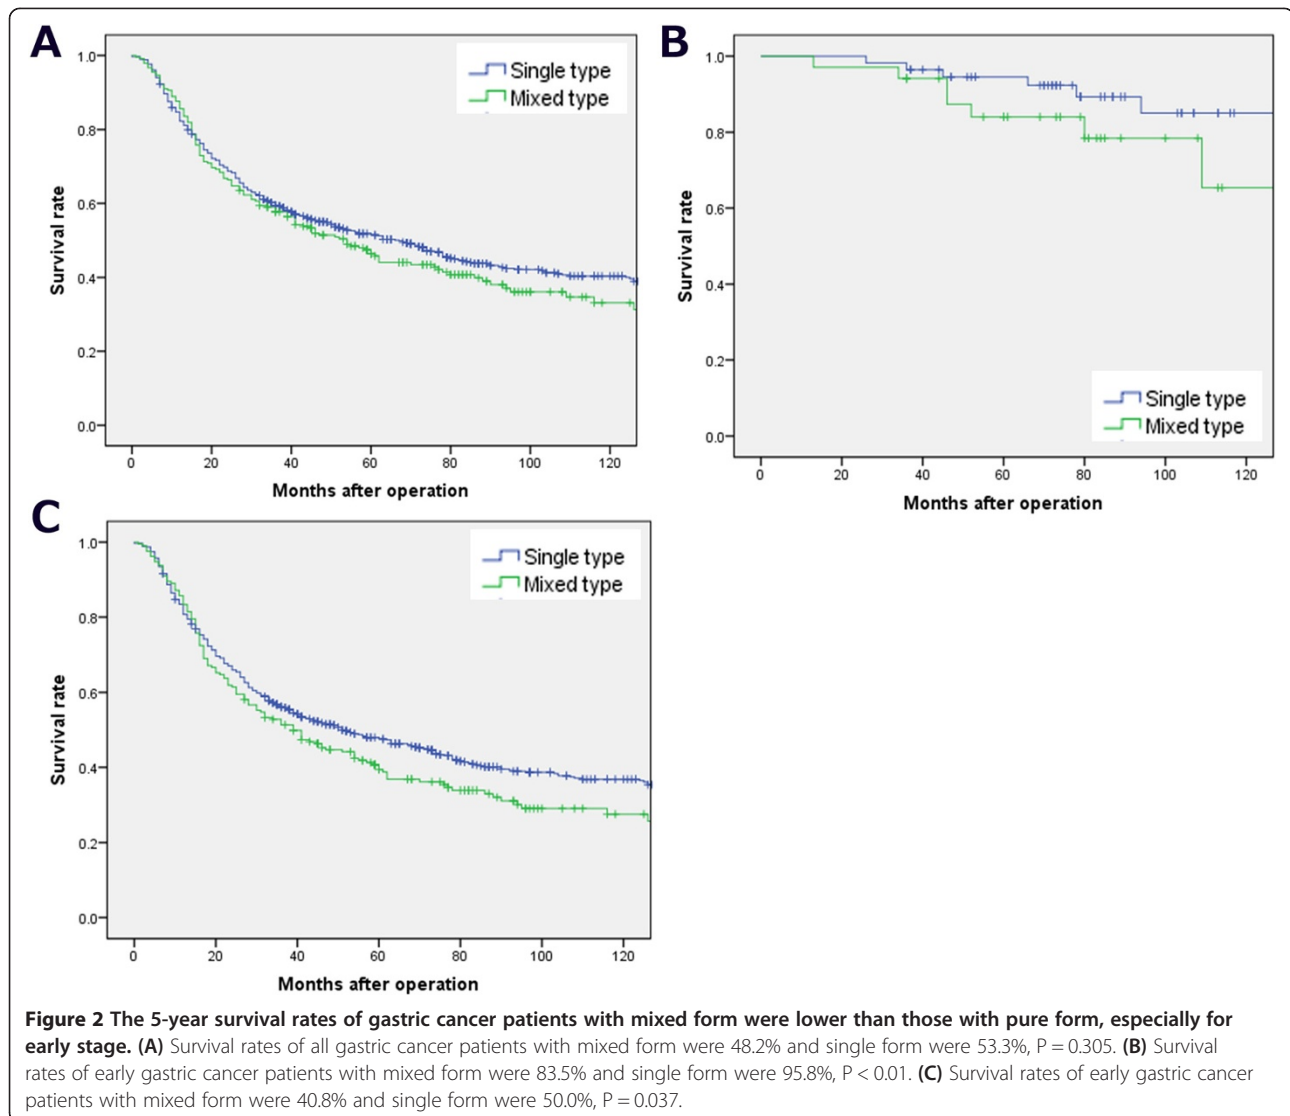 A
Single type
Mixed type
1.0
0.8
0.6
0.4
0.2
0.0
Survival rate
0 20 40 60 80 100 120
Months after operation
B
1.0
0.8
0.6
0.4
0.2
0.0
Survival rate
Single type
Mixed type
0 20 40 60 80 100 120
Months after operation
C
Single type
Mixed type
1.0
0.8
0.6
0.4
0.2
0.0
Survival rate
0 20 40 60 80 100 120
Months after operation
Figure 2 The 5-year survival rates of gastric cancer patients with mixed form were lower than those with pure form, especially for
early stage. (A) Survival rates of all gastric cancer patients with mixed form were 48.2% and single form were 53.3%, P = 0.305. (B) Survival
rates of early gastric cancer patients with mixed form were 83.5% and single form were 95.8%, P < 0.01. (C) Survival rates of early gastric cancer
patients with mixed form were 40.8% and single form were 50.0%, P = 0.037.